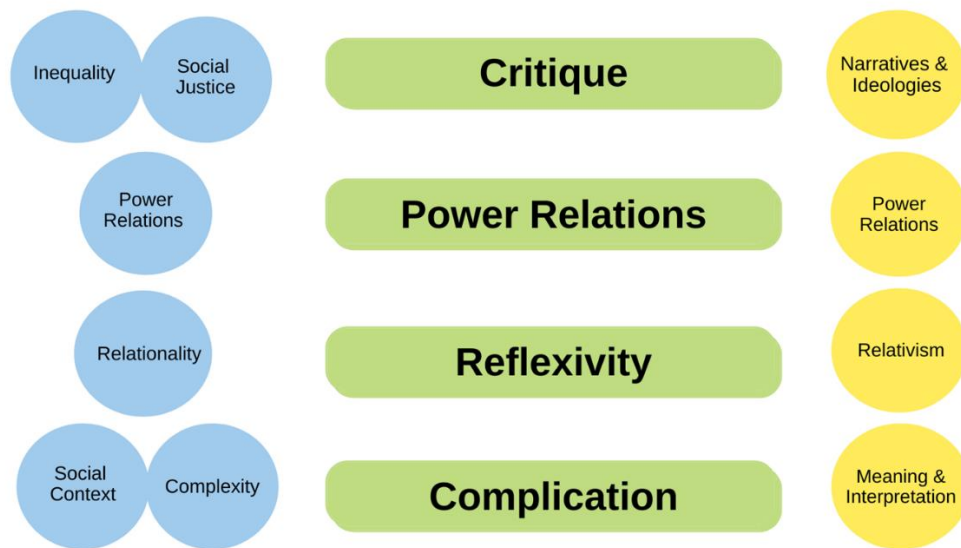 Inequality
Social
Justice
Critique
Narratives &
Ideologies
Power
Relations
Power Relations
Power
Relations
Relationality
Reflexivity
Relativism
Social
Context
Complexity
Complication
Meaning &
Interpretation